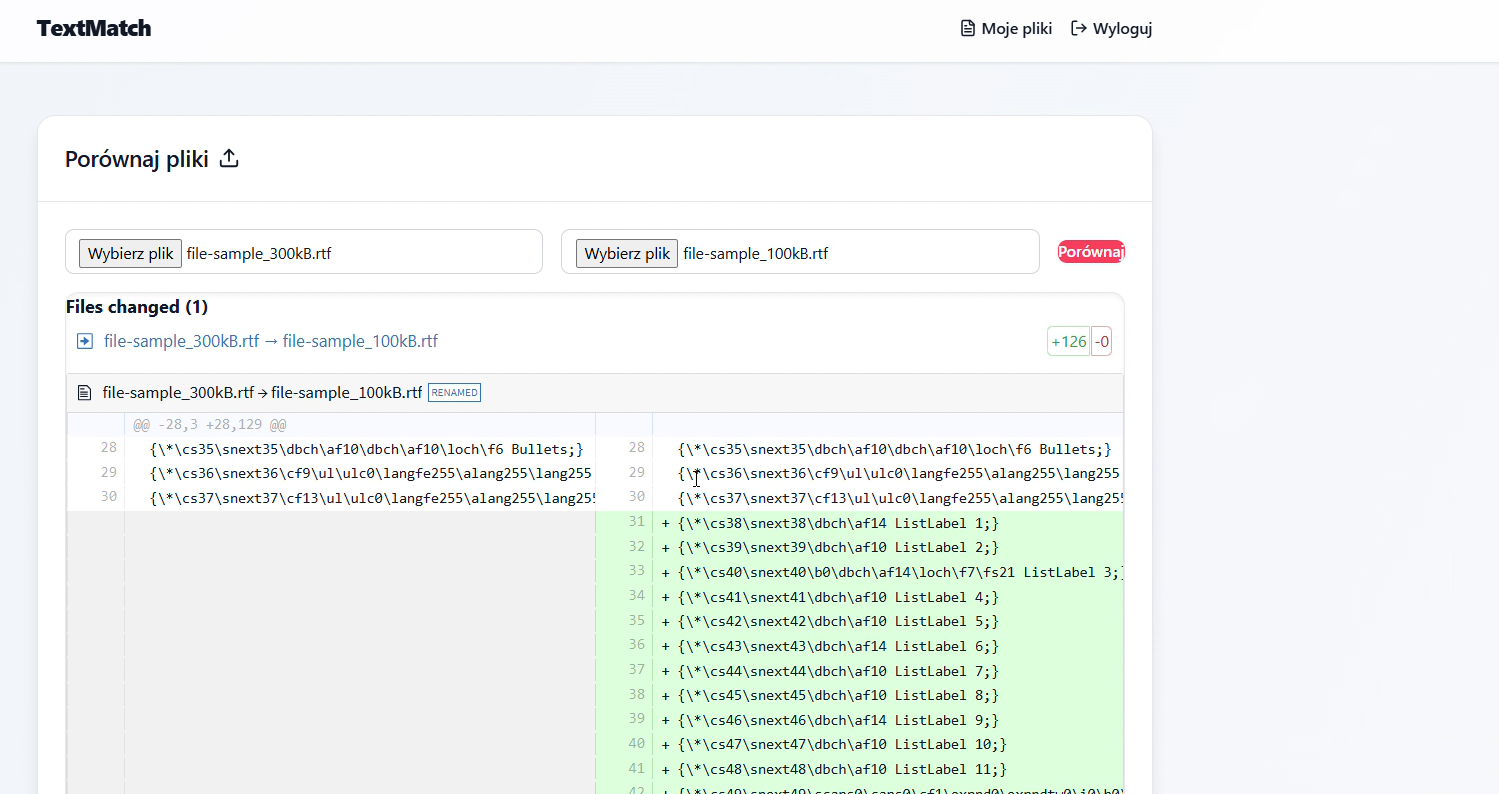 TextMatch
Moje pliki
Wyloguj
Porównaj pliki
Wybierz plik file-sample_300kB.rtf
Wybierz plik file-sample_100kB.rtf
Porównaj
Files changed (1)
file-sample_300kB.rtf → file-sample_100kB.rtf
+126 -0
file-sample_300kB.rtf → file-sample_100kB.rtf RENAMED
@@ -28,3 +28,129 @@
28 {\*\cs35\snext35\dbch\af10\dbch\af10\loch\f6 Bullets;}
29 {\*\cs36\snext36\cf9\ul\ulc0\langfe255\alang255\lang255
30 {\*\cs37\snext37\cf13\ul\ulc0\langfe255\alang255\lang255
28 {\*\cs35\snext35\dbch\af10\dbch\af10\loch\f6 Bullets;}
29 {\*\cs36\snext36\cf9\ul\ulc0\langfe255\alang255\lang255
30 {\*\cs37\snext37\cf13\ul\ulc0\langfe255\alang255\lang255
31 + {\*\cs38\snext38\dbch\af14 ListLabel 1;}
32 + {\*\cs39\snext39\dbch\af10 ListLabel 2;}
33 + {\*\cs40\snext40\b0\dbch\af14\loch\f7\fs21 ListLabel 3;}
34 + {\*\cs41\snext41\dbch\af10 ListLabel 4;}
35 + {\*\cs42\snext42\dbch\af10 ListLabel 5;}
36 + {\*\cs43\snext43\dbch\af14 ListLabel 6;}
37 + {\*\cs44\snext44\dbch\af10 ListLabel 7;}
38 + {\*\cs45\snext45\dbch\af10 ListLabel 8;}
39 + {\*\cs46\snext46\dbch\af14 ListLabel 9;}
40 + {\*\cs47\snext47\dbch\af10 ListLabel 10;}
41 + {\*\cs48\snext48\dbch\af10 ListLabel 11;}